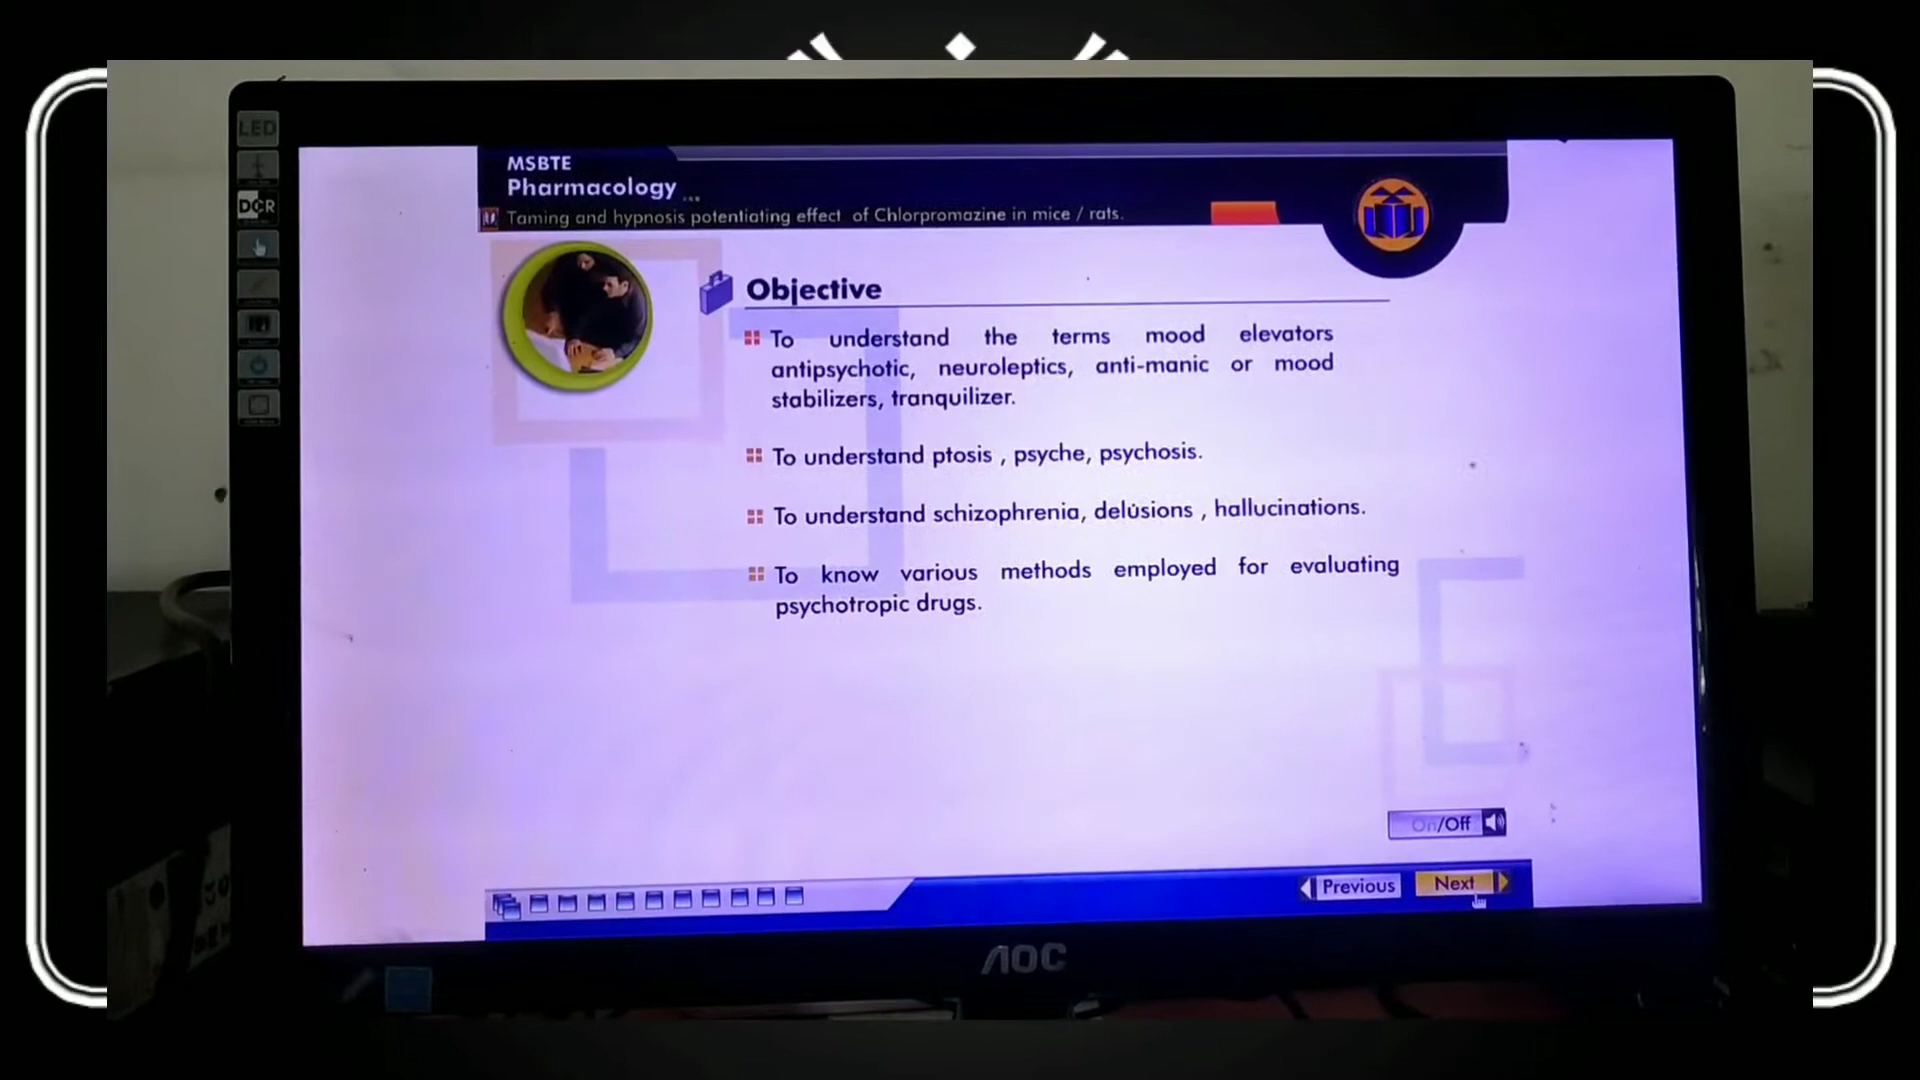 LED
DCR
MSBTE
Pharmacology ...
Taming and hypnosis potentiating effect of Chlorpromazine in mice / rats.
Objective
To understand the terms mood elevators
antipsychotic, neuroleptics, anti-manic or mood
stabilizers, tranquilizer.
To understand ptosis , psyche, psychosis.
To understand schizophrenia, delusions , hallucinations.
To know various methods employed for evaluating
psychotropic drugs.
On/Off
Previous
Next
AOC